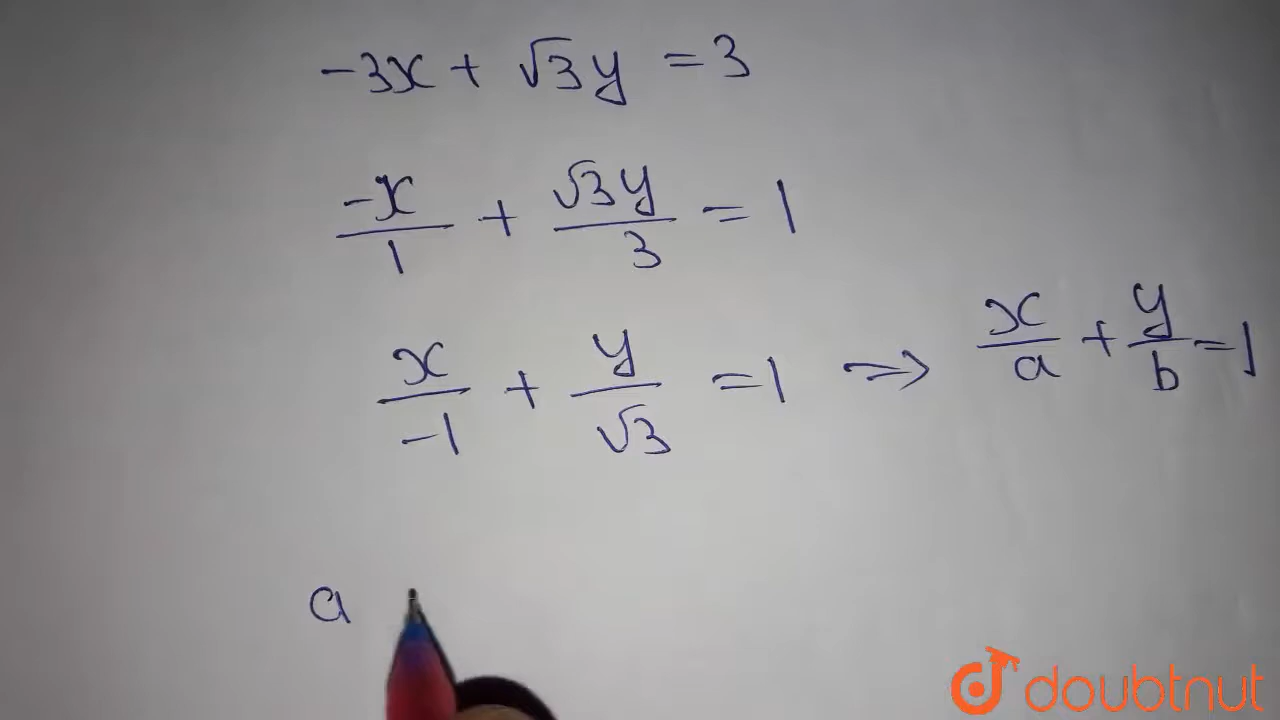 -3x + √3y = 3
-x/1 + √3y/3 = 1
x/-1 + y/√3 = 1 ⇒ x/a + y/b = 1
a
doubtnut